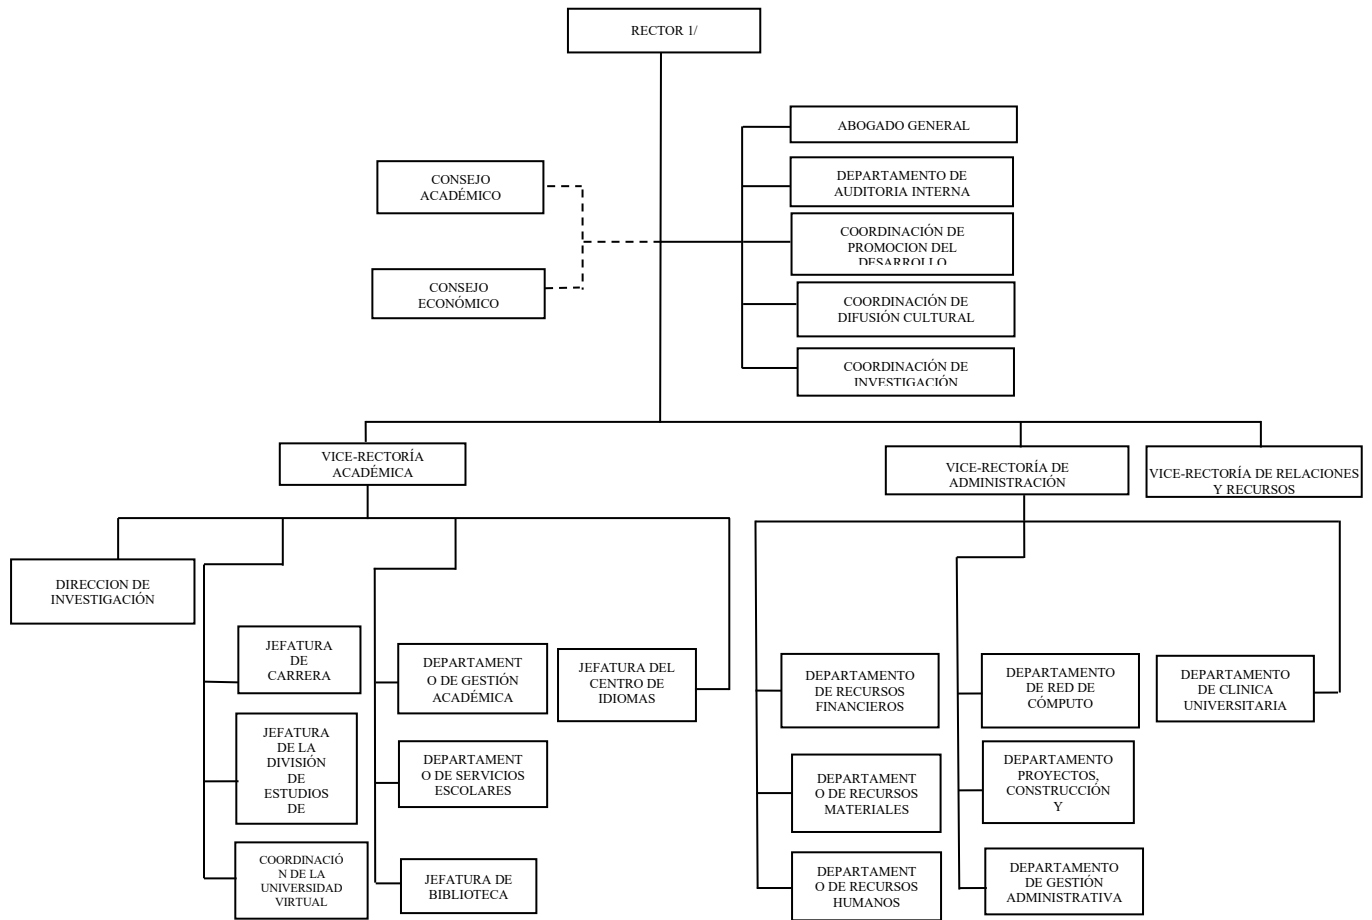 RECTOR 1/
ABOGADO GENERAL
CONSEJO
ACADÉMICO
DEPARTAMENTO DE
AUDITORIA INTERNA
COORDINACIÓN DE
PROMOCION DEL
DESARROLLO
CONSEJO
ECONÓMICO
COORDINACIÓN DE
DIFUSIÓN CULTURAL
COORDINACIÓN DE
INVESTIGACIÓN
VICE-RECTORÍA
ACADÉMICA
VICE-RECTORÍA DE
ADMINISTRACIÓN
VICE-RECTORÍA DE RELACIONES
Y RECURSOS
DIRECCION DE
INVESTIGACIÓN
JEFATURA
DE
CARRERA
DEPARTAMENT
O DE GESTIÓN
ACADÉMICA
JEFATURA DEL
CENTRO DE
IDIOMAS
DEPARTAMENTO
DE RECURSOS
FINANCIEROS
DEPARTAMENTO
DE RED DE
CÓMPUTO
DEPARTAMENTO
DE CLINICA
UNIVERSITARIA
JEFATURA
DE LA
DIVISIÓN
DE
ESTUDIOS
DE
DEPARTAMENT
O DE SERVICIOS
ESCOLARES
DEPARTAMENT
O DE RECURSOS
MATERIALES
DEPARTAMENTO
PROYECTOS,
CONSTRUCCIÓN
Y
COORDINACIÓ
N DE LA
UNIVERSIDAD
VIRTUAL
JEFATURA DE
BIBLIOTECA
DEPARTAMENT
O DE RECURSOS
HUMANOS
DEPARTAMENTO
DE GESTIÓN
ADMINISTRATIVA